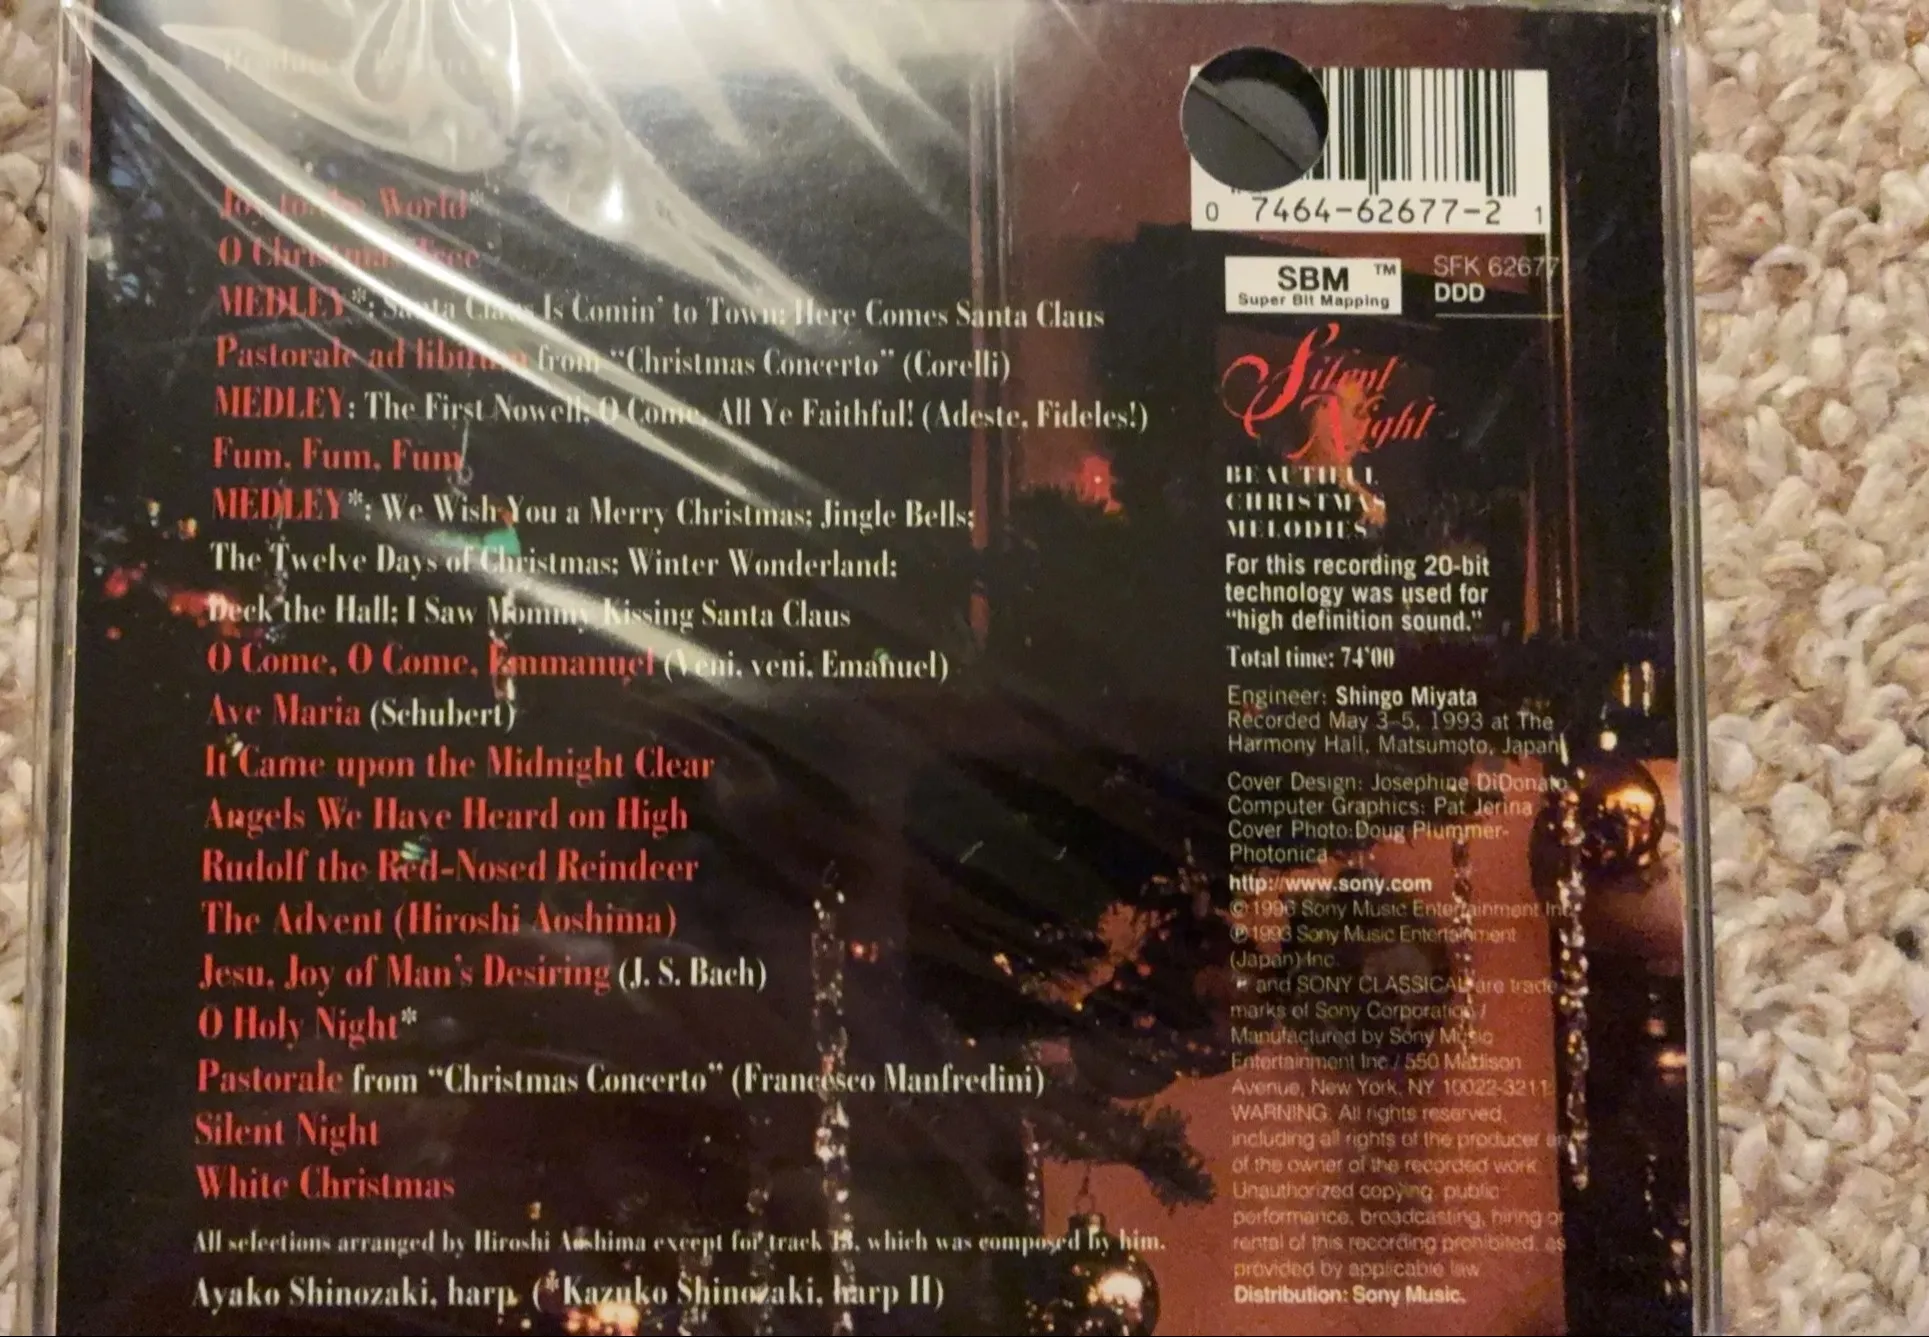 Joy to the World*
O Christmas Tree
MEDLEY*: Santa Claus Is Comin' to Town; Here Comes Santa Claus
Pastorale ad libitum from "Christmas Concerto" (Corelli)
MEDLEY: The First Nowell; O Come, All Ye Faithful! (Adeste, Fideles!)
Fum, Fum, Fum
MEDLEY*: We Wish You a Merry Christmas; Jingle Bells;
The Twelve Days of Christmas; Winter Wonderland;
Deck the Hall; I Saw Mommy Kissing Santa Claus
O Come, O Come, Emmanuel (Veni, veni, Emanuel)
Ave Maria (Schubert)
It Came upon the Midnight Clear
Angels We Have Heard on High
Rudolf the Red-Nosed Reindeer
The Advent (Hiroshi Aoshima)
Jesu, Joy of Man's Desiring (J. S. Bach)
O Holy Night*
Pastorale from "Christmas Concerto" (Francesco Manfredini)
Silent Night
White Christmas
All selections arranged by Hiroshi Aoshima except for track 13, which was composed by him.
Ayako Shinozaki, harp (*Kazuko Shinozaki, harp II)
0 7464-62677-2 1
SBM ™
Super Bit Mapping
SFK 62677
DDD
Silent
Night
BEAUTIFUL
CHRISTMAS
MELODIES
For this recording 20-bit
technology was used for
"high definition sound."
Total time: 74'00
Engineer: Shingo Miyata
Recorded May 3-5, 1993 at The
Harmony Hall, Matsumoto, Japan
Cover Design: Josephine DiDonato
Computer Graphics: Pat Jerina
Cover Photo:Doug Plummer-
Photonica
http://www.sony.com
© Sony Music Entertainment Inc.
℗ 1993 Sony Music Entertainment
(Japan) Inc.
and SONY CLASSICAL are trade
marks of Sony Corporation /
Manufactured by Sony Music
Entertainment Inc / 550 Madison
Avenue, New York, NY 10022-3211
WARNING: All rights reserved,
including all rights of the producer
of the owner of the recorded work.
Unauthorized copying, public
performance, broadcasting, hiring or
rental of this recording prohibited, as
provided by applicable law
Distribution: Sony Music.